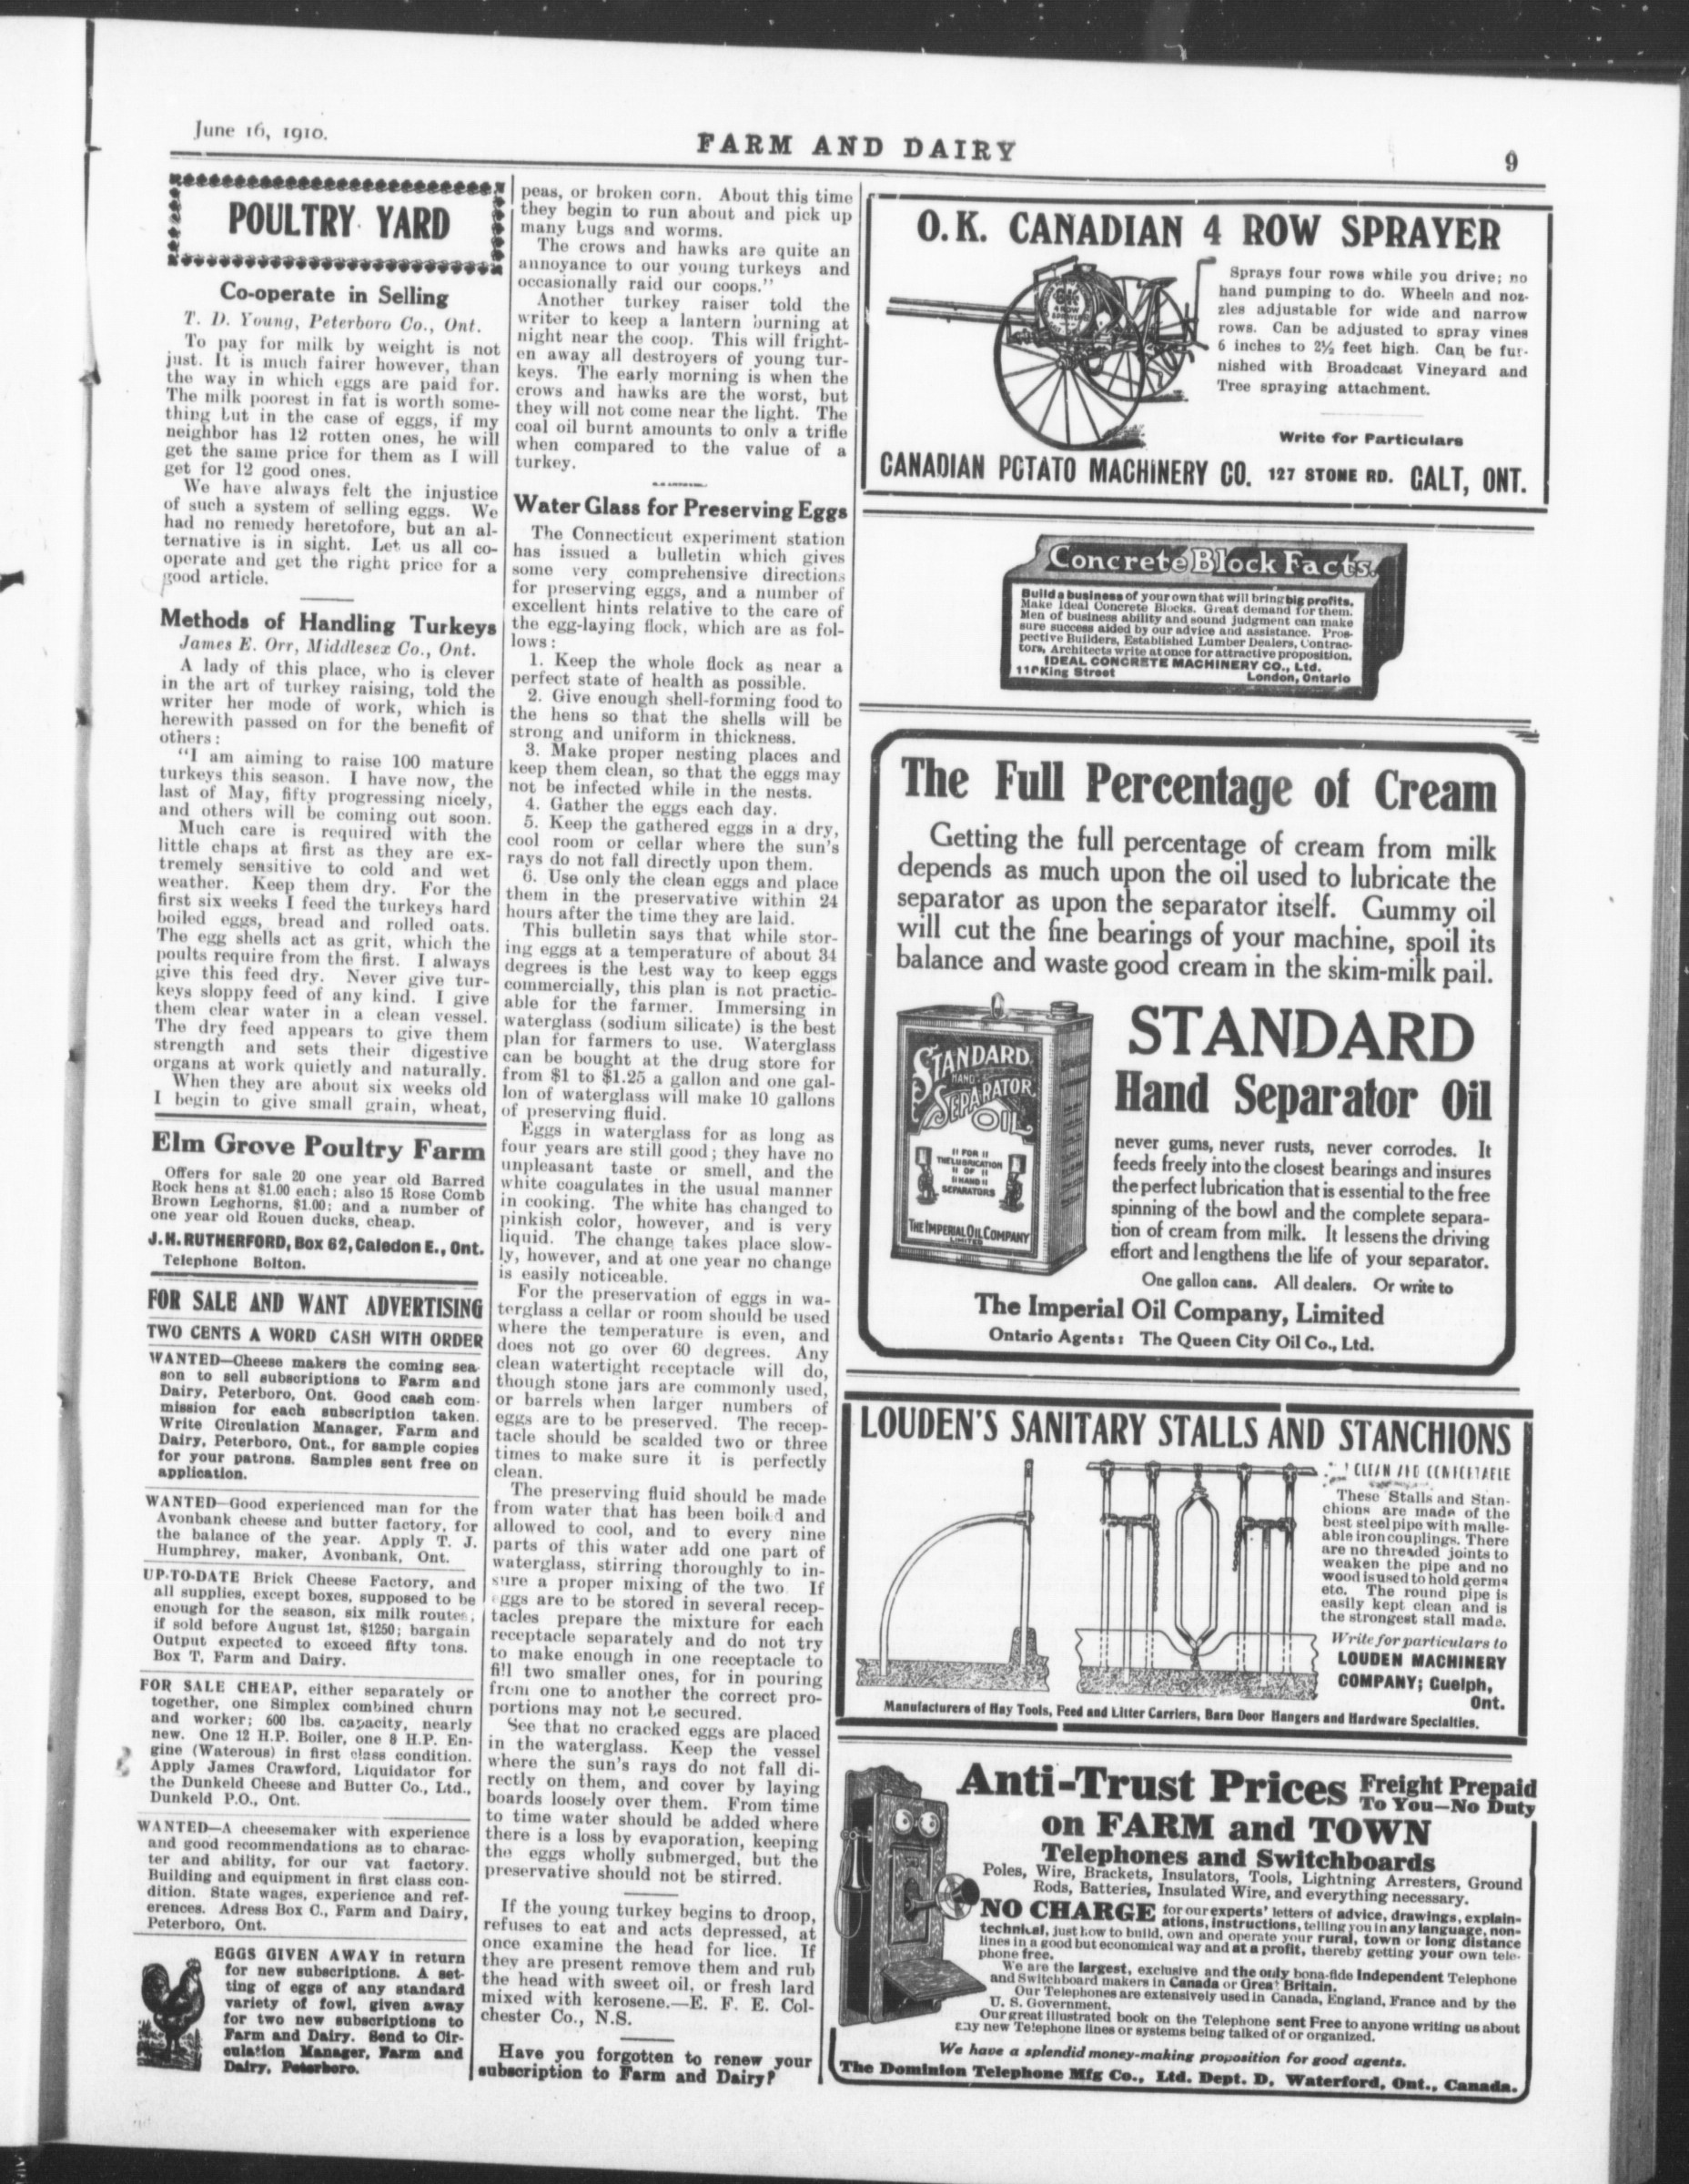 June 16, 1910.
FARM AND DAIRY
9
POULTRY YARD
Co-operate in Selling
T. D. Young, Peterboro Co., Ont.
To pay for milk by weight is not
just. It is much fairer however, than
the way in which eggs are paid for.
The milk poorest in fat is worth some-
thing but in the case of eggs, if my
neighbor has 12 rotten ones, he will
get the same price for them as I will
get for 12 good ones.
We have always felt the injustice
of such a system of selling eggs. We
had no remedy heretofore, but an al-
ternative is in sight. Let us all co-
operate and get the right price for a
good article.
Methods of Handling Turkeys
James E. Orr, Middlesex Co., Ont.
A lady of this place, who is clever
in the art of turkey raising, told the
writer her mode of work, which is
herewith passed on for the benefit of
others:
"I am aiming to raise 100 mature
turkeys this season. I have now, the
last of May, fifty progressing nicely,
and others will be coming out soon.
Much care is required with the
little chaps at first as they are ex-
tremely sensitive to cold and wet
weather. Keep them dry. For the
first six weeks I feed the turkeys hard
boiled eggs, bread and rolled oats.
The egg shells act as grit, which the
poults require from the first. I always
give this feed dry. Never give tur-
keys sloppy feed of any kind. I give
them clear water in a clean vessel.
The dry feed appears to give them
strength and sets their digestive
organs at work quietly and naturally.
When they are about six weeks old
I begin to give small grain, wheat,
Elm Grove Poultry Farm
Offers for sale 20 one year old Barred
Rock hens at $1.00 each; also 15 Rose Comb
Brown Leghorns, $1.00; and a number of
one year old Rouen ducks, cheap.
J.H. RUTHERFORD, Box 62, Caledon E., Ont.
Telephone Bolton.
FOR SALE AND WANT ADVERTISING
TWO CENTS A WORD CASH WITH ORDER
WANTED—Cheese makers the coming sea-
son to sell subscriptions to Farm and
Dairy, Peterboro, Ont. Good cash com-
mission for each subscription taken.
Write Circulation Manager, Farm and
Dairy, Peterboro, Ont., for sample copies
for your patrons. Samples sent free on
application.
WANTED—Good experienced man for the
Avonbank cheese and butter factory, for
the balance of the year. Apply T. J.
Humphrey, maker, Avonbank, Ont.
UP-TO-DATE Brick Cheese Factory, and
all supplies, except boxes, supposed to be
enough for the season, six milk routes,
if sold before August 1st, $1250; bargain
Output expected to exceed fifty tons.
Box T, Farm and Dairy.
FOR SALE CHEAP, either separately or
together, one Simplex combined churn
and worker; 600 lbs. capacity, nearly
new. One 12 H.P. Boiler, one 8 H.P. En-
gine (Waterous) in first class condition.
Apply James Crawford, Liquidator for
the Dunkeld Cheese and Butter Co., Ltd.,
Dunkeld P.O., Ont.
WANTED—A cheesemaker with experience
and good recommendations as to charac-
ter and ability, for our vat factory.
Building and equipment in first class con-
dition. State wages, experience and ref-
erences. Adress Box C., Farm and Dairy,
Peterboro, Ont.
EGGS GIVEN AWAY in return
for new subscriptions. A set-
ting of eggs of any standard
variety of fowl, given away
for two new subscriptions to
Farm and Dairy. Send to Cir-
culation Manager, Farm and
Dairy, Peterboro.
peas, or broken corn. About this time
they begin to run about and pick up
many bugs and worms.
The crows and hawks are quite an
annoyance to our young turkeys and
occasionally raid our coops."
Another turkey raiser told the
writer to keep a lantern burning at
night near the coop. This will fright-
en away all destroyers of young tur-
keys. The early morning is when the
crows and hawks are the worst, but
they will not come near the light. The
coal oil burnt amounts to only a trifle
when compared to the value of a
turkey.
Water Glass for Preserving Eggs
The Connecticut experiment station
has issued a bulletin which gives
some very comprehensive directions
for preserving eggs, and a number of
excellent hints relative to the care of
the egg-laying flock, which are as fol-
lows:
1. Keep the whole flock as near a
perfect state of health as possible.
2. Give enough shell-forming food to
the hens so that the shells will be
strong and uniform in thickness.
3. Make proper nesting places and
keep them clean, so that the eggs may
not be infected while in the nests.
4. Gather the eggs each day.
5. Keep the gathered eggs in a dry,
cool room or cellar where the sun's
rays do not fall directly upon them.
6. Use only the clean eggs and place
them in the preservative within 24
hours after the time they are laid.
This bulletin says that while stor-
ing eggs at a temperature of about 34
degrees is the best way to keep eggs
commercially, this plan is not practic-
able for the farmer. Immersing in
waterglass (sodium silicate) is the best
plan for farmers to use. Waterglass
can be bought at the drug store for
from $1 to $1.25 a gallon and one gal-
lon of waterglass will make 10 gallons
of preserving fluid.
Eggs in waterglass for as long as
four years are still good; they have no
unpleasant taste or smell, and the
white coagulates in the usual manner
in cooking. The white has changed to
pinkish color, however, and is very
liquid. The change takes place slow-
ly, however, and at one year no change
is easily noticeable.
For the preservation of eggs in wa-
terglass a cellar or room should be used
where the temperature is even, and
does not go over 60 degrees. Any
clean watertight receptacle will do,
though stone jars are commonly used,
or barrels when larger numbers of
eggs are to be preserved. The recep-
tacle should be scalded two or three
times to make sure it is perfectly
clean.
The preserving fluid should be made
from water that has been boiled and
allowed to cool, and to every nine
parts of this water add one part of
waterglass, stirring thoroughly to in-
sure a proper mixing of the two. If
eggs are to be stored in several recep-
tacles prepare the mixture for each
receptacle separately and do not try
to make enough in one receptacle to
fill two smaller ones, for in pouring
from one to another the correct pro-
portions may not be secured.
See that no cracked eggs are placed
in the waterglass. Keep the vessel
where the sun's rays do not fall di-
rectly on them, and cover by laying
boards loosely over them. From time
to time water should be added where
there is a loss by evaporation, keeping
the eggs wholly submerged, but the
preservative should not be stirred.
If the young turkey begins to droop,
refuses to eat and acts depressed, at
once examine the head for lice. If
they are present remove them and rub
the head with sweet oil, or fresh lard
mixed with kerosene.—E. F. E. Col-
chester Co., N.S.
Have you forgotten to renew your
subscription to Farm and Dairy?
O.K. CANADIAN 4 ROW SPRAYER
Sprays four rows while you drive; no
hand pumping to do. Wheels and noz-
zles adjustable for wide and narrow
rows. Can be adjusted to spray vines
6 inches to 2½ feet high. Can be fur-
nished with Broadcast Vineyard and
Tree spraying attachment.
Write for Particulars
CANADIAN POTATO MACHINERY CO. 127 STONE RD. GALT, ONT.
Concrete Block Facts.
Build a business of your own that will bring big profits.
Make Ideal Concrete Blocks. Great demand for them.
Men of business ability and sound judgment can make
sure success aided by our advice and assistance. Pros-
pective Builders, Established Lumber Dealers, Contrac-
tors, Architects write at once for attractive proposition.
IDEAL CONCRETE MACHINERY CO., Ltd.
King Street London, Ontario
The Full Percentage of Cream
Getting the full percentage of cream from milk
depends as much upon the oil used to lubricate the
separator as upon the separator itself. Gummy oil
will cut the fine bearings of your machine, spoil its
balance and waste good cream in the skim-milk pail.
STANDARD
HAND
SEPARATOR
OIL
FOR
THE LUBRICATION
OF
HAND
SEPARATORS
THE IMPERIAL OIL COMPANY
LIMITED
STANDARD
Hand Separator Oil
never gums, never rusts, never corrodes. It
feeds freely into the closest bearings and insures
the perfect lubrication that is essential to the free
spinning of the bowl and the complete separa-
tion of cream from milk. It lessens the driving
effort and lengthens the life of your separator.
One gallon cans. All dealers. Or write to
The Imperial Oil Company, Limited
Ontario Agents: The Queen City Oil Co., Ltd.
LOUDEN'S SANITARY STALLS AND STANCHIONS
CLEAN AND COMFORTABLE
These Stalls and Stan-
chions are made of the
best steel pipe with malle-
able iron couplings. There
are no threaded joints to
weaken the pipe and no
wood is used to hold germs
etc. The round pipe is
easily kept clean and is
the strongest stall made.
Write for particulars to
LOUDEN MACHINERY
COMPANY; Guelph,
Ont.
Manufacturers of Hay Tools, Feed and Litter Carriers, Barn Door Hangers and Hardware Specialties.
Anti-Trust Prices Freight Prepaid
To You—No Duty
on FARM and TOWN
Telephones and Switchboards
Poles, Wire, Brackets, Insulators, Tools, Lightning Arresters, Ground
Rods, Batteries, Insulated Wire, and everything necessary.
NO CHARGE for our experts' letters of advice, drawings, explain-
ations, instructions, telling you in any language, non-
technical, just how to build, own and operate your rural, town or long distance
lines in a good but economical way and at a profit, thereby getting your own tele-
phone free.
We are the largest, exclusive and the only bona-fide Independent Telephone
and Switchboard makers in Canada or Great Britain.
Our Telephones are extensively used in Canada, England, France and by the
U. S. Government.
Our great illustrated book on the Telephone sent Free to anyone writing us about
any new Telephone lines or systems being talked of or organized.
We have a splendid money-making proposition for good agents.
The Dominion Telephone Mfg Co., Ltd. Dept. D, Waterford, Ont., Canada.